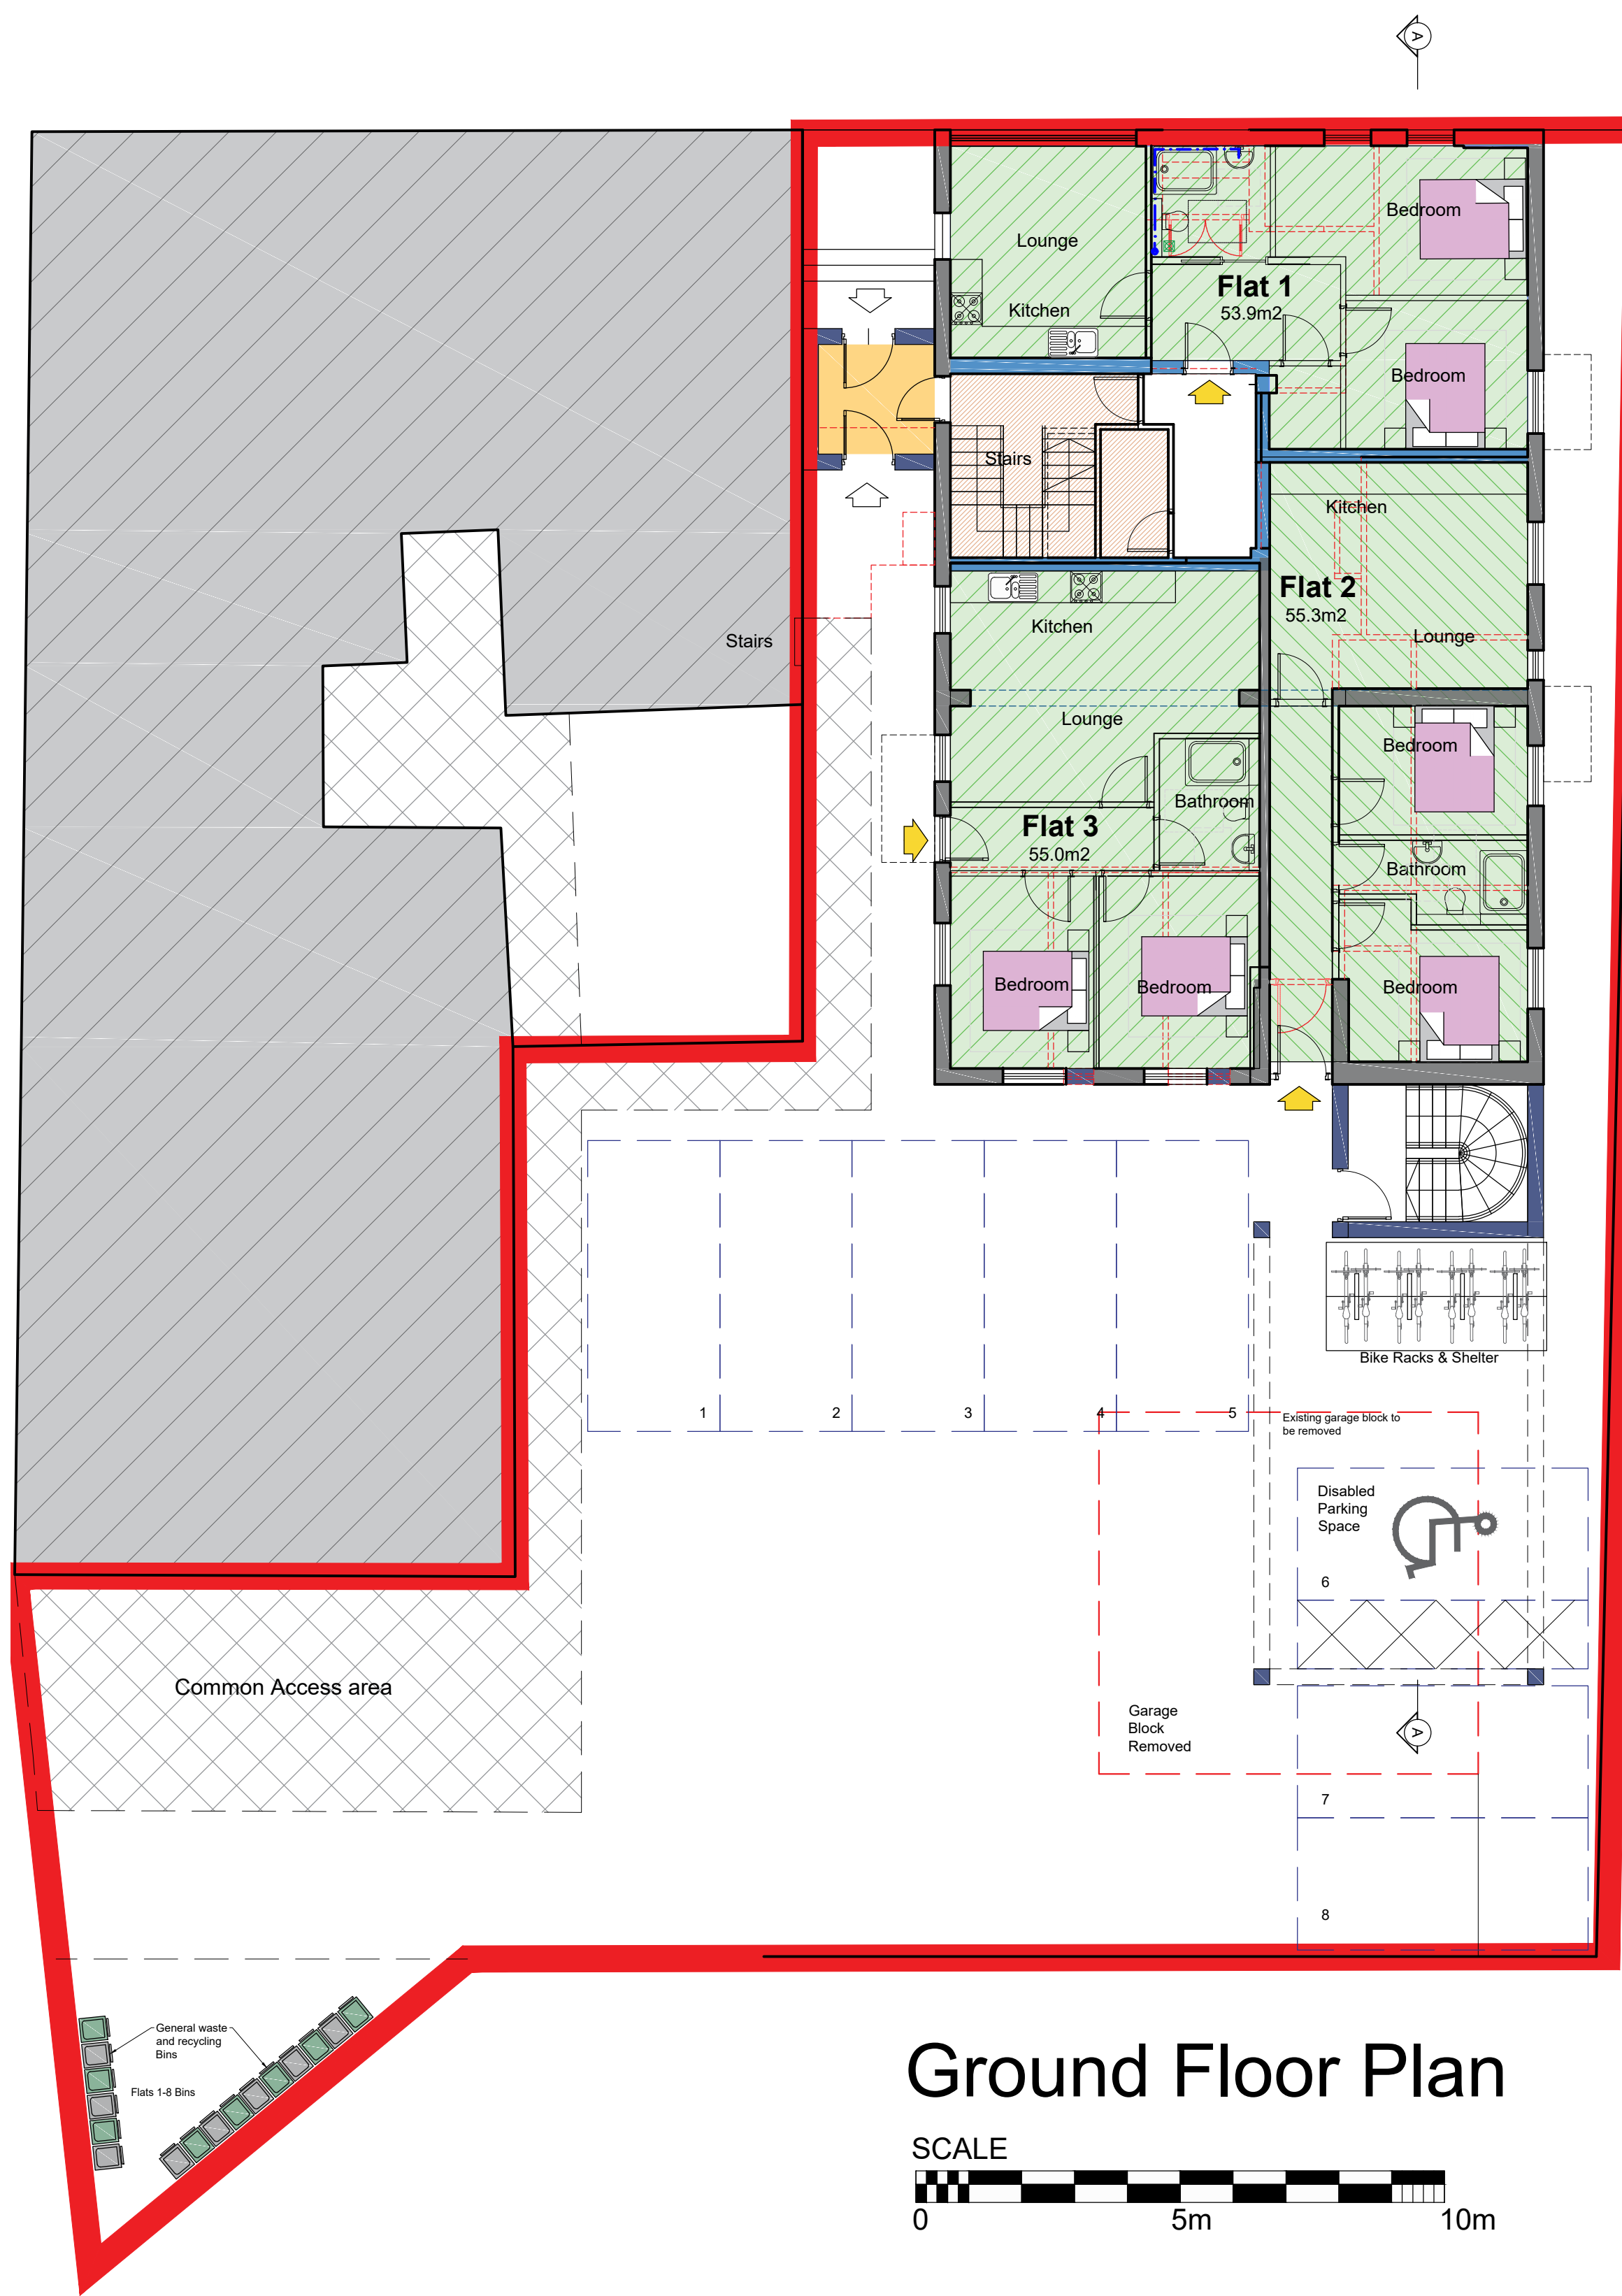 A
Lounge
Kitchen
Bedroom
Flat 1
53.9m2
Bedroom
Stairs
Kitchen
Flat 2
55.3m2
Lounge
Stairs
Kitchen
Lounge
Bathroom
Flat 3
55.0m2
Bedroom
Bathroom
Bedroom
Bedroom
Bedroom
1
2
3
4
5
Bike Racks & Shelter
Existing garage block to
be removed
Disabled
Parking
Space
6
Common Access area
Garage
Block
Removed
A
7
8
General waste
and recycling
Bins
Flats 1-8 Bins
Ground Floor Plan
SCALE
0
5m
10m